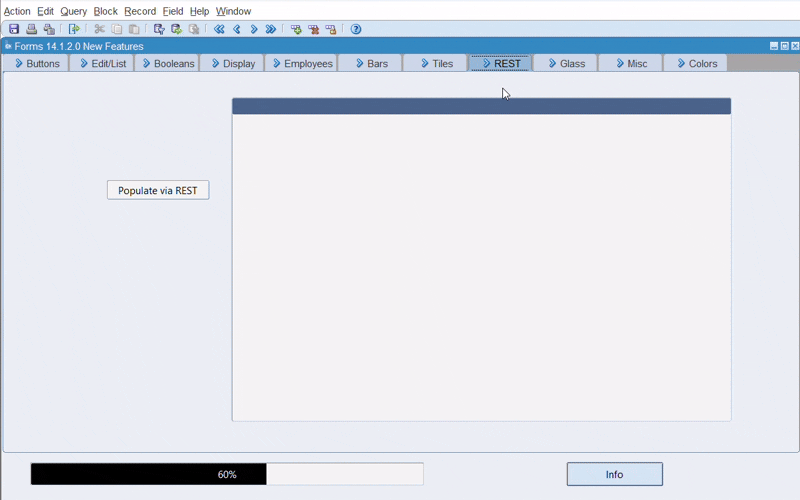 Action Edit Query Block Record Field Help Window
Forms 14.1.2.0 New Features
Buttons Edit/List Booleans Display Employees Bars Tiles REST Glass Misc Colors
Populate via REST
60% Info